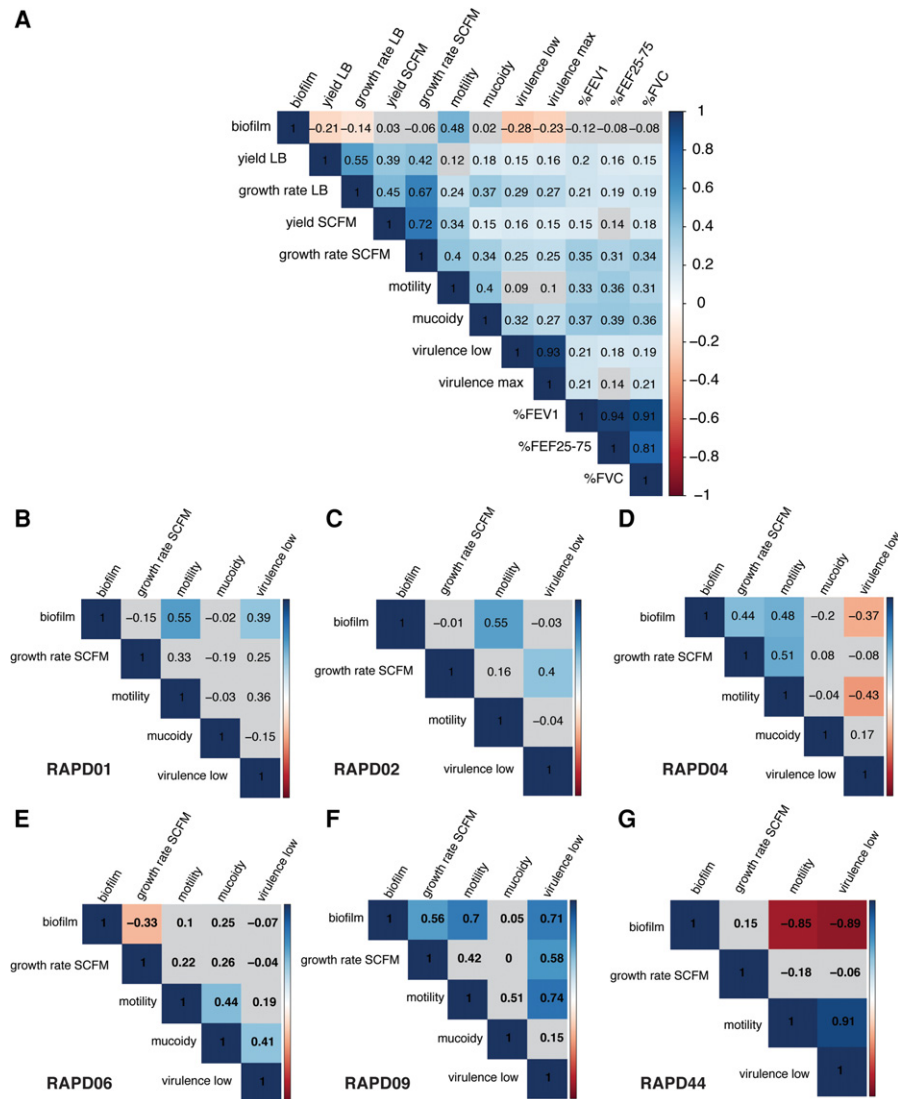 A
biofilm
yield LB
growth rate LB
yield SCFM
growth rate SCFM
motility
mucoidy
virulence low
virulence max
%FEV1
%FEF25-75
%FVC
biofilm 1 −0.21 −0.14 0.03 −0.06 0.48 0.02 −0.28 −0.23 −0.12 −0.08 −0.08
yield LB 1 0.55 0.39 0.42 0.12 0.18 0.15 0.16 0.2 0.16 0.15
growth rate LB 1 0.45 0.67 0.24 0.37 0.29 0.27 0.21 0.19 0.19
yield SCFM 1 0.72 0.34 0.15 0.16 0.15 0.15 0.14 0.18
growth rate SCFM 1 0.4 0.34 0.25 0.25 0.35 0.31 0.34
motility 1 0.4 0.09 0.1 0.33 0.36 0.31
mucoidy 1 0.32 0.27 0.37 0.39 0.36
virulence low 1 0.93 0.21 0.18 0.19
virulence max 1 0.21 0.14 0.21
%FEV1 1 0.94 0.91
%FEF25-75 1 0.81
%FVC 1
1
0.8
0.6
0.4
0.2
0
−0.2
−0.4
−0.6
−0.8
−1
B
biofilm
growth rate SCFM
motility
mucoidy
virulence low
biofilm 1 −0.15 0.55 −0.02 0.39
growth rate SCFM 1 0.33 −0.19 0.25
motility 1 −0.03 0.36
mucoidy 1 −0.15
virulence low 1
RAPD01
C
biofilm
growth rate SCFM
motility
virulence low
biofilm 1 −0.01 0.55 −0.03
growth rate SCFM 1 0.16 0.4
motility 1 −0.04
virulence low 1
RAPD02
D
biofilm
growth rate SCFM
motility
mucoidy
virulence low
biofilm 1 0.44 0.48 −0.2 −0.37
growth rate SCFM 1 0.51 0.08 −0.08
motility 1 −0.04 −0.43
mucoidy 1 0.17
virulence low 1
RAPD04
E
biofilm
growth rate SCFM
motility
mucoidy
virulence low
biofilm 1 −0.33 0.1 0.25 −0.07
growth rate SCFM 1 0.22 0.26 −0.04
motility 1 0.44 0.19
mucoidy 1 0.41
virulence low 1
RAPD06
F
biofilm
growth rate SCFM
motility
mucoidy
virulence low
biofilm 1 0.56 0.7 0.05 0.71
growth rate SCFM 1 0.42 0 0.58
motility 1 0.51 0.74
mucoidy 1 0.15
virulence low 1
RAPD09
G
biofilm
growth rate SCFM
motility
virulence low
biofilm 1 0.15 −0.85 −0.89
growth rate SCFM 1 −0.18 −0.06
motility 1 0.91
virulence low 1
RAPD44